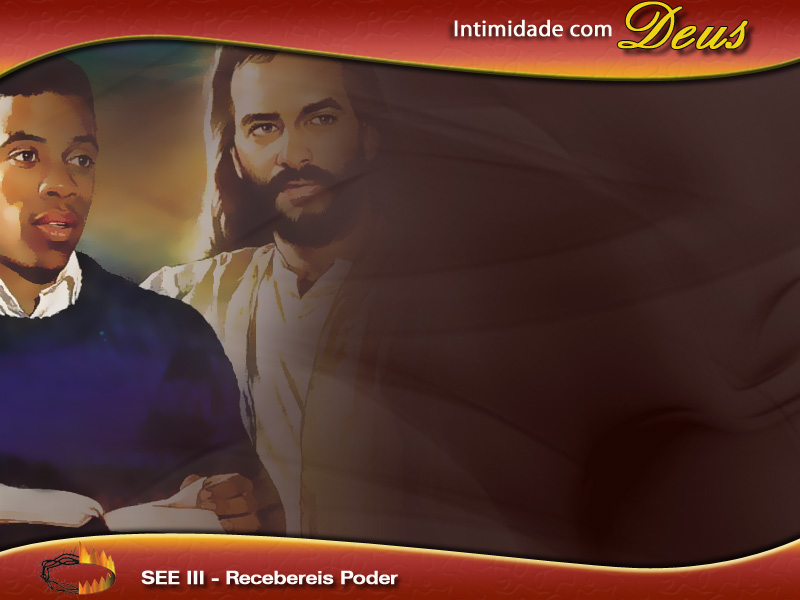 Intimidade com Deus
SEE III - Recebereis Poder